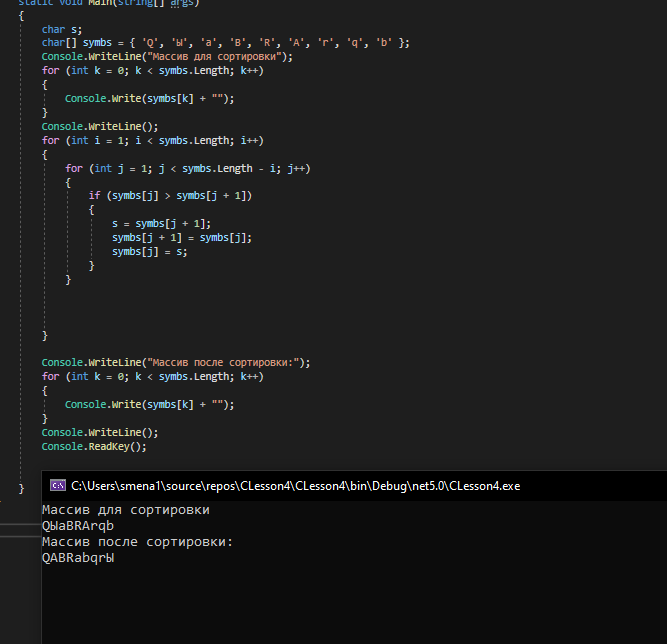 static void Main(string[] args)
{
char s;
char[] symbs = { 'Q', 'Ы', 'a', 'B', 'R', 'A', 'r', 'q', 'b' };
Console.WriteLine("Массив для сортировки");
for (int k = 0; k < symbs.Length; k++)
{
Console.Write(symbs[k] + "");
}
Console.WriteLine();
for (int i = 1; i < symbs.Length; i++)
{
for (int j = 1; j < symbs.Length - i; j++)
{
if (symbs[j] > symbs[j + 1])
{
s = symbs[j + 1];
symbs[j + 1] = symbs[j];
symbs[j] = s;
}
}
}
Console.WriteLine("Массив после сортировки:");
for (int k = 0; k < symbs.Length; k++)
{
Console.Write(symbs[k] + "");
}
Console.WriteLine();
Console.ReadKey();
}
C:\Users\smena1\source\repos\CLesson4\CLesson4\bin\Debug\net5.0\CLesson4.exe
Массив для сортировки
QЫaBRArqb
Массив после сортировки:
QABRabqrЫ